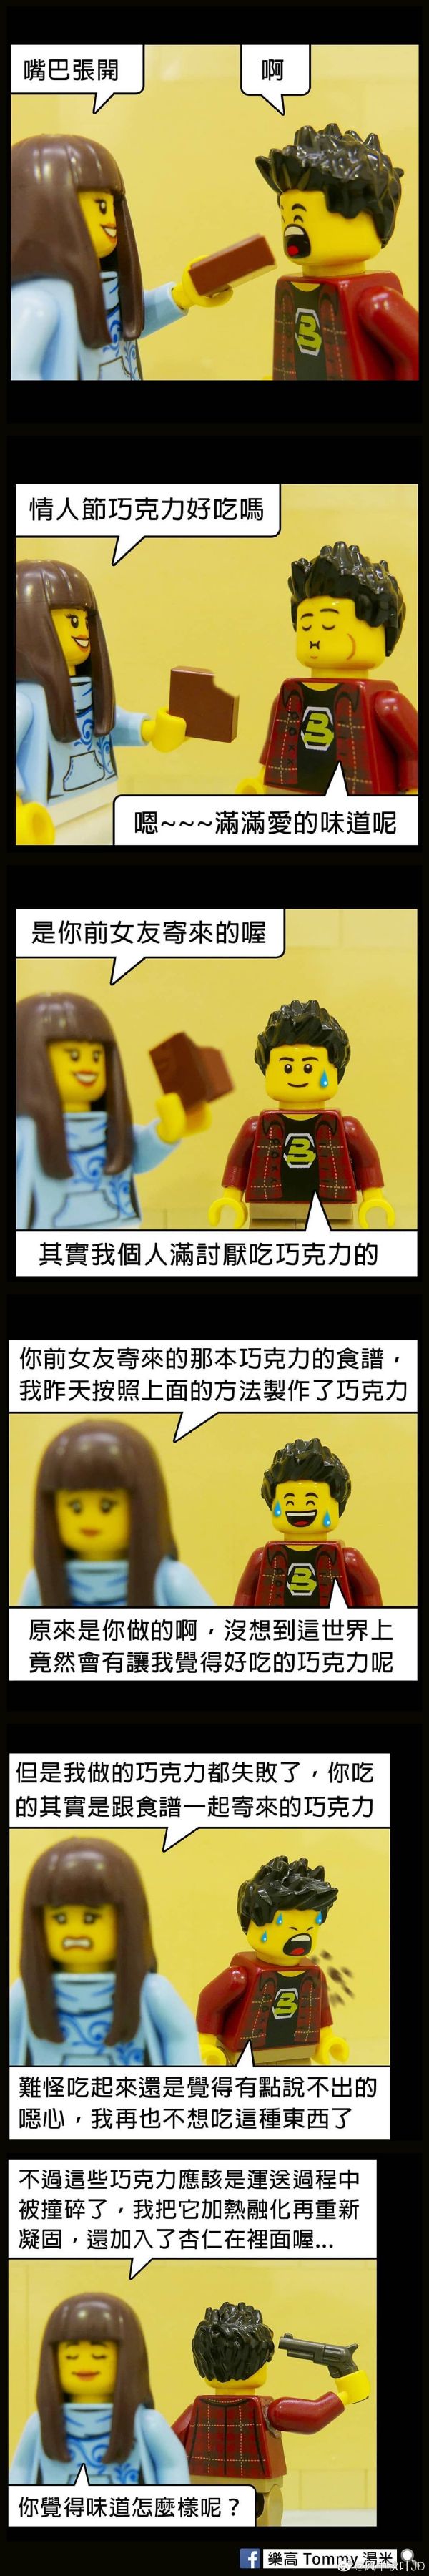 嘴巴張開
啊
情人節巧克力好吃嗎
嗯~~~滿滿愛的味道呢
是你前女友寄來的喔
其實我個人滿討厭吃巧克力的
你前女友寄來的那本巧克力的食譜，
我昨天按照上面的方法製作了巧克力
原來是你做的啊，沒想到這世界上
竟然會有讓我覺得好吃的巧克力呢
但是我做的巧克力都失敗了，你吃
的其實是跟食譜一起寄來的巧克力
難怪吃起來還是覺得有點說不出的
噁心，我再也不想吃這種東西了
不過這些巧克力應該是運送過程中
被撞碎了，我把它加熱融化再重新
凝固，還加入了杏仁在裡面喔...
你覺得味道怎麼樣呢？
樂高 Tommy 湯米